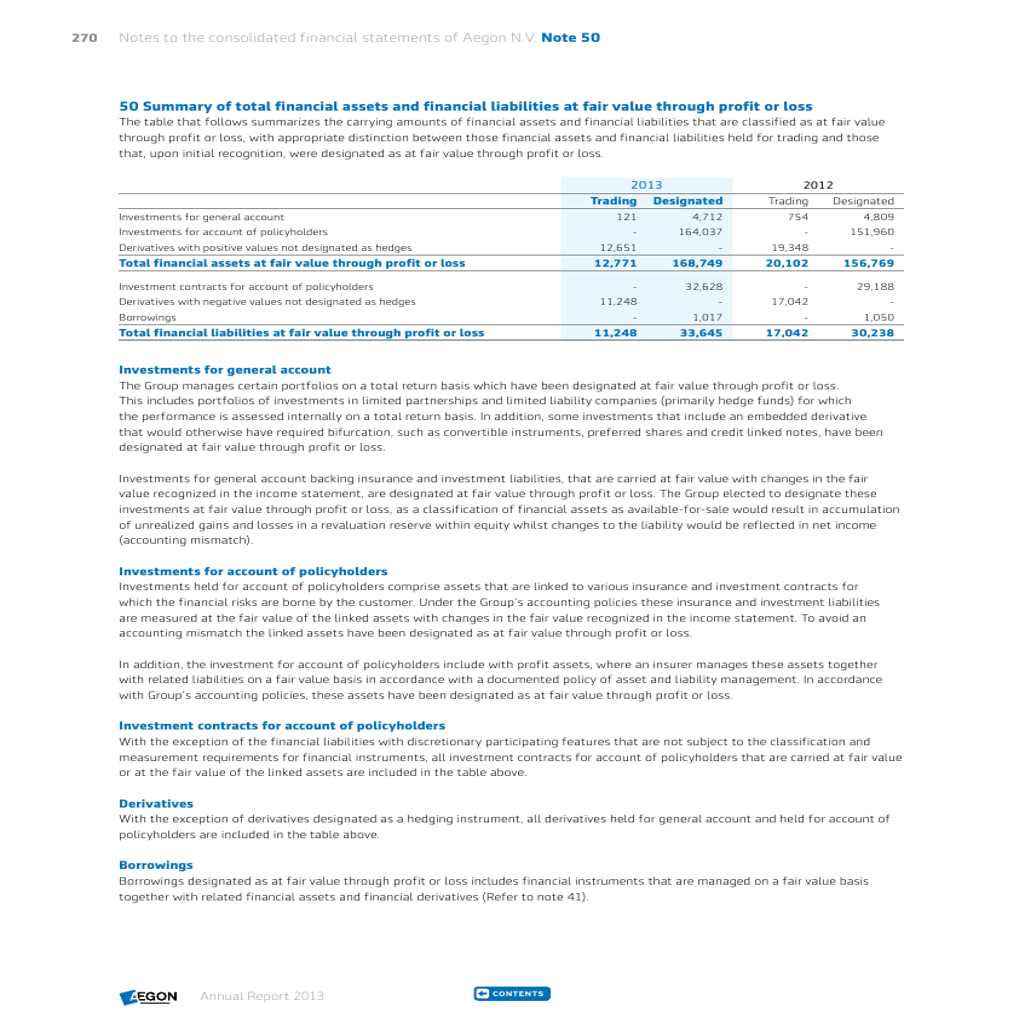 270 Notes to the consolidated financial statements of Aegon N.V. Note 50
50 Summary of total financial assets and financial liabilities at fair value through profit or loss
The table that follows summarizes the carrying amounts of financial assets and financial liabilities that are classified as at fair value
through profit or loss, with appropriate distinction between those financial assets and financial liabilities held for trading and those
that, upon initial recognition, were designated as at fair value through profit or loss.
2013 2012
Trading Designated Trading Designated
Investments for general account 121 4,712 754 4,809
Investments for account of policyholders - 164,037 - 151,960
Derivatives with positive values not designated as hedges 12,651 - 19,348 -
Total financial assets at fair value through profit or loss 12,771 168,749 20,102 156,769
Investment contracts for account of policyholders - 32,628 - 29,188
Derivatives with negative values not designated as hedges 11,248 - 17,042 -
Borrowings - 1,017 - 1,050
Total financial liabilities at fair value through profit or loss 11,248 33,645 17,042 30,238
Investments for general account
The Group manages certain portfolios on a total return basis which have been designated at fair value through profit or loss.
This includes portfolios of investments in limited partnerships and limited liability companies (primarily hedge funds) for which
the performance is assessed internally on a total return basis. In addition, some investments that include an embedded derivative
that would otherwise have required bifurcation, such as convertible instruments, preferred shares and credit linked notes, have been
designated at fair value through profit or loss.
Investments for general account backing insurance and investment liabilities, that are carried at fair value with changes in the fair
value recognized in the income statement, are designated at fair value through profit or loss. The Group elected to designate these
investments at fair value through profit or loss, as a classification of financial assets as available-for-sale would result in accumulation
of unrealized gains and losses in a revaluation reserve within equity whilst changes to the liability would be reflected in net income
(accounting mismatch).
Investments for account of policyholders
Investments held for account of policyholders comprise assets that are linked to various insurance and investment contracts for
which the financial risks are borne by the customer. Under the Group's accounting policies these insurance and investment liabilities
are measured at the fair value of the linked assets with changes in the fair value recognized in the income statement. To avoid an
accounting mismatch the linked assets have been designated as at fair value through profit or loss.
In addition, the investment for account of policyholders include with profit assets, where an insurer manages these assets together
with related liabilities on a fair value basis in accordance with a documented policy of asset and liability management. In accordance
with Group's accounting policies, these assets have been designated as at fair value through profit or loss.
Investment contracts for account of policyholders
With the exception of the financial liabilities with discretionary participating features that are not subject to the classification and
measurement requirements for financial instruments, all investment contracts for account of policyholders that are carried at fair value
or at the fair value of the linked assets are included in the table above.
Derivatives
With the exception of derivatives designated as a hedging instrument, all derivatives held for general account and held for account of
policyholders are included in the table above.
Borrowings
Borrowings designated as at fair value through profit or loss includes financial instruments that are managed on a fair value basis
together with related financial assets and financial derivatives (Refer to note 41).
AEGON Annual Report 2013 CONTENTS